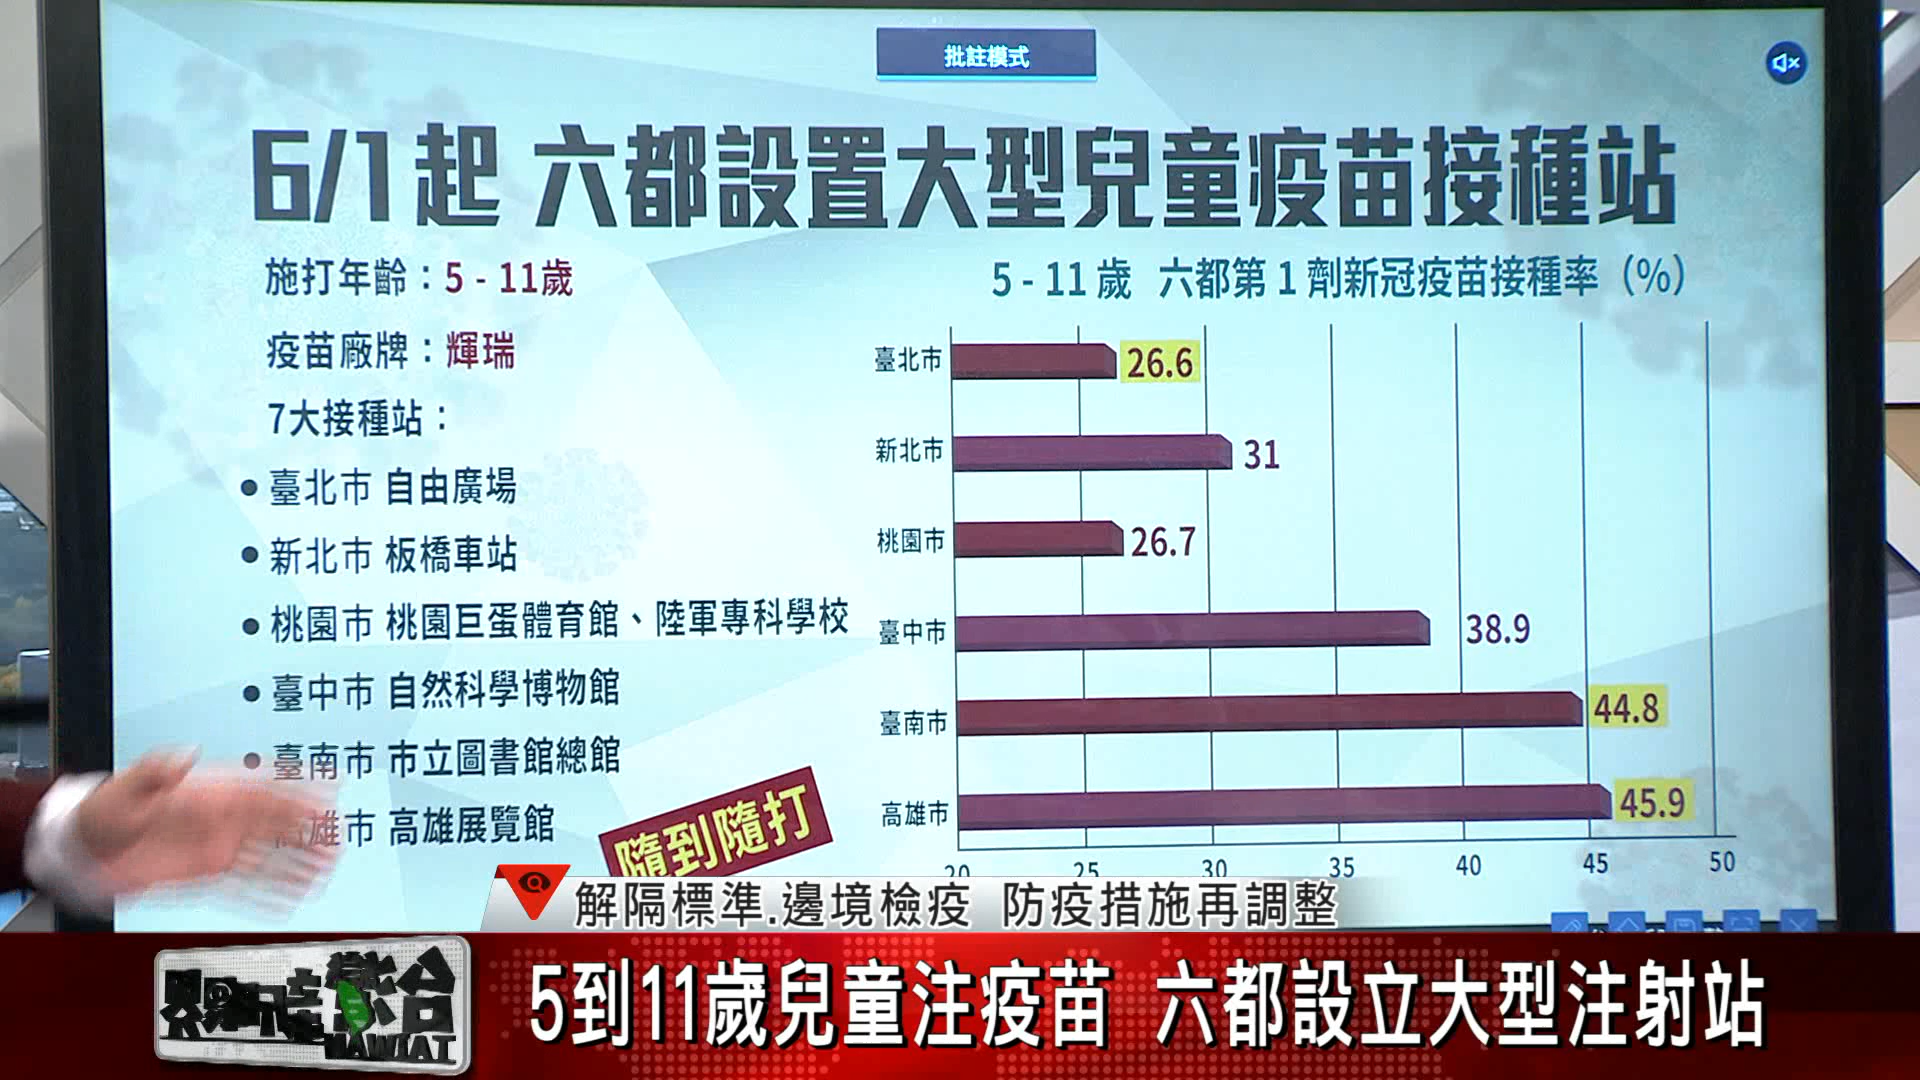 批註模式
6/1起 六都設置大型兒童疫苗接種站
施打年齡：5 - 11歲
疫苗廠牌：輝瑞
7大接種站：
● 臺北市 自由廣場
● 新北市 板橋車站
● 桃園市 桃園巨蛋體育館、陸軍專科學校
● 臺中市 自然科學博物館
● 臺南市 市立圖書館總館
高雄市 高雄展覽館
隨到隨打
5 - 11 歲 六都第 1 劑新冠疫苗接種率 (%)
臺北市 26.6
新北市 31
桃園市 26.7
臺中市 38.9
臺南市 44.8
高雄市 45.9
20 25 30 35 40 45 50
解隔標準.邊境檢疫 防疫措施再調整
5到11歲兒童注疫苗 六都設立大型注射站